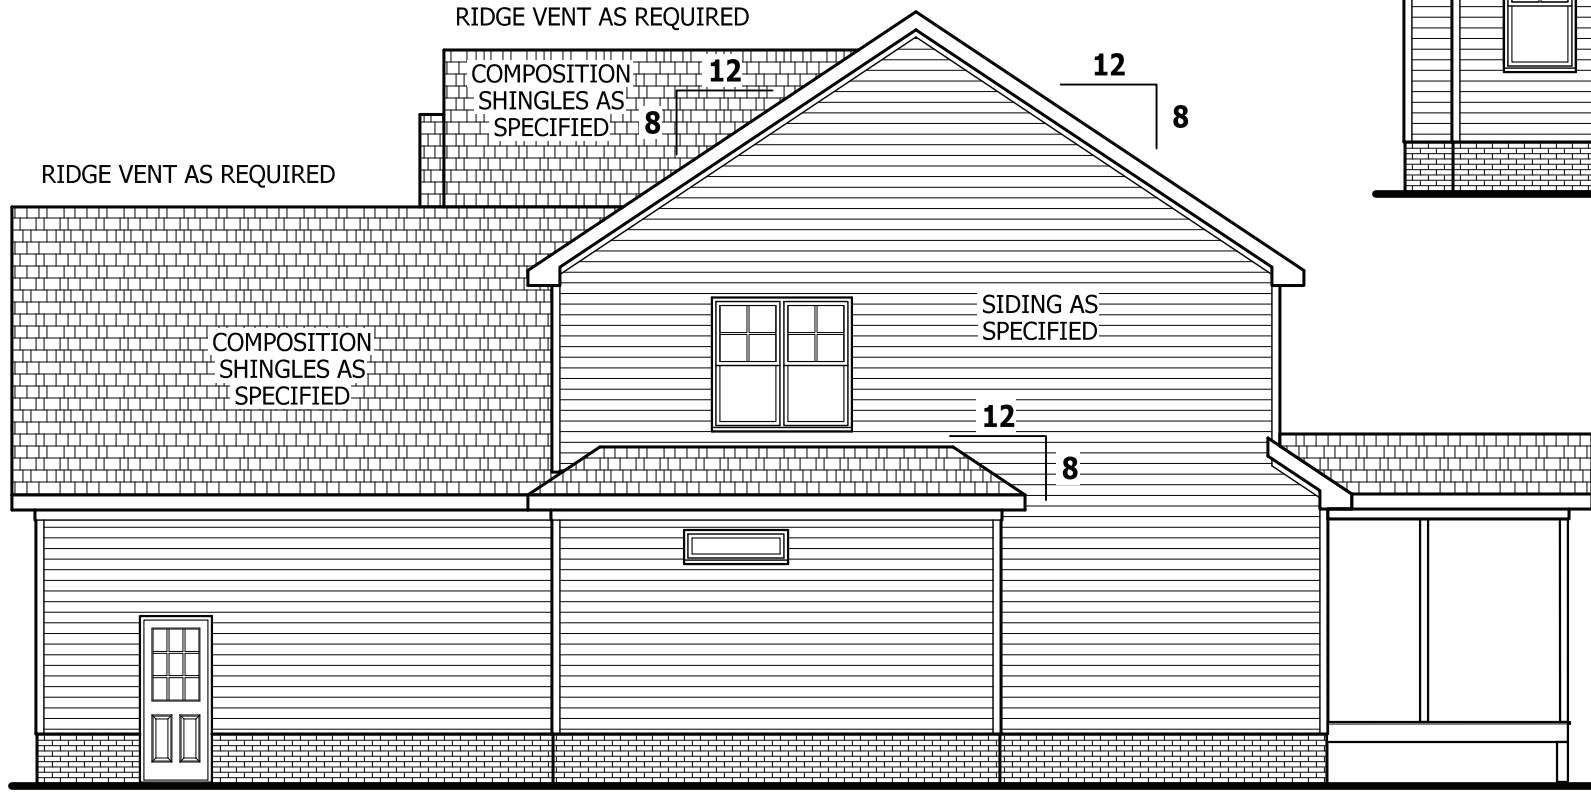 RIDGE VENT AS REQUIRED
COMPOSITION
SHINGLES AS
SPECIFIED
12
8
12
8
RIDGE VENT AS REQUIRED
COMPOSITION
SHINGLES AS
SPECIFIED
SIDING AS
SPECIFIED
12
8